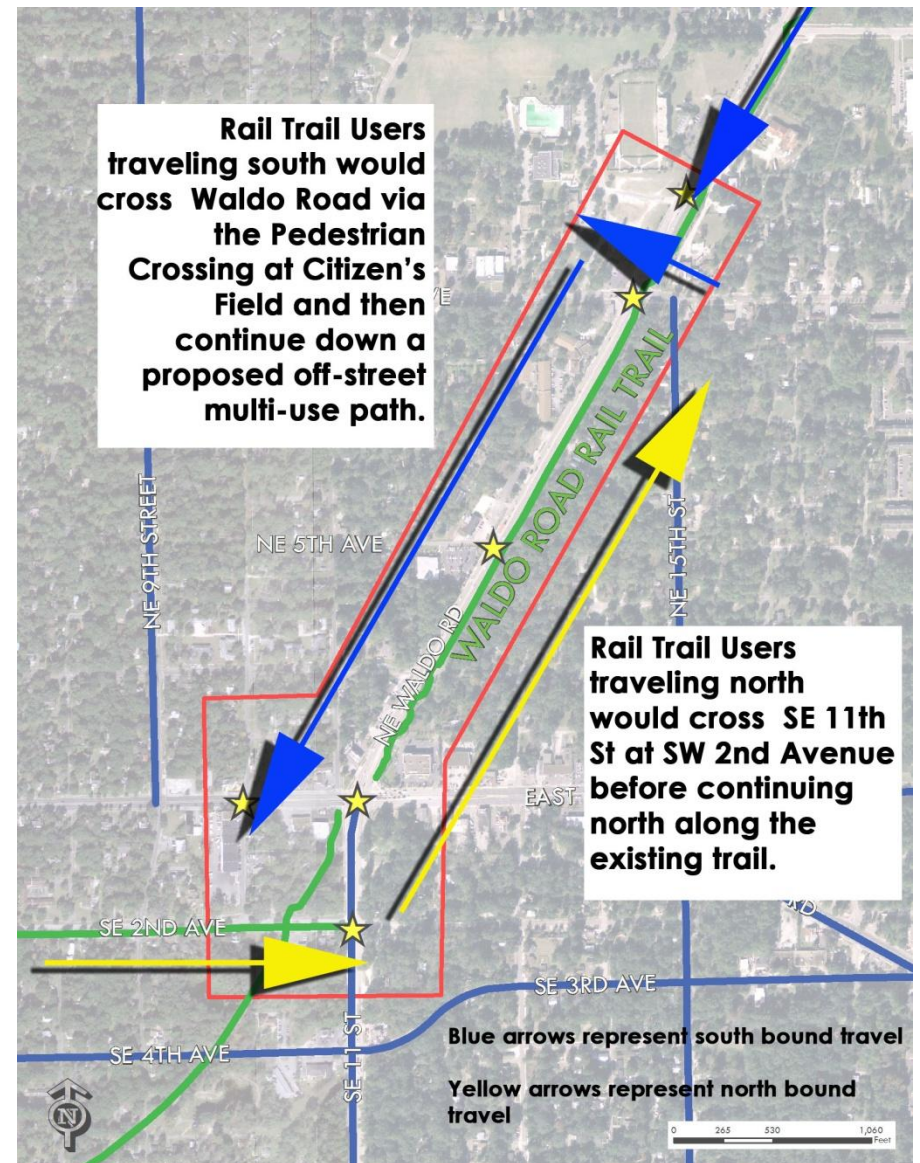 Rail Trail Users
traveling south would
cross Waldo Road via
the Pedestrian
Crossing at Citizen's
Field and then
continue down a
proposed off-street
multi-use path.
NE 9TH STREET
NE 5TH AVE
NE WALDO RD
WALDO ROAD RAIL TRAIL
NE 15TH ST
Rail Trail Users
traveling north
would cross SE 11th
St at SW 2nd Avenue
before continuing
north along the
existing trail.
EAST
RD
SE 2ND AVE
SE 3RD AVE
SE 4TH AVE
SE 11 ST
Blue arrows represent south bound travel
Yellow arrows represent north bound
travel
N
0 265 530 1,060
Feet